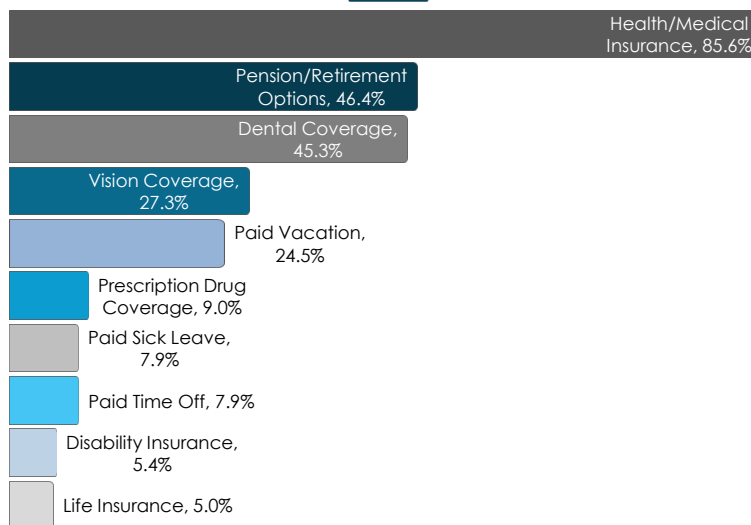 Health/Medical
Insurance, 85.6%
Pension/Retirement
Options, 46.4%
Dental Coverage,
45.3%
Vision Coverage,
27.3%
Paid Vacation,
24.5%
Prescription Drug
Coverage, 9.0%
Paid Sick Leave,
7.9%
Paid Time Off, 7.9%
Disability Insurance,
5.4%
Life Insurance, 5.0%